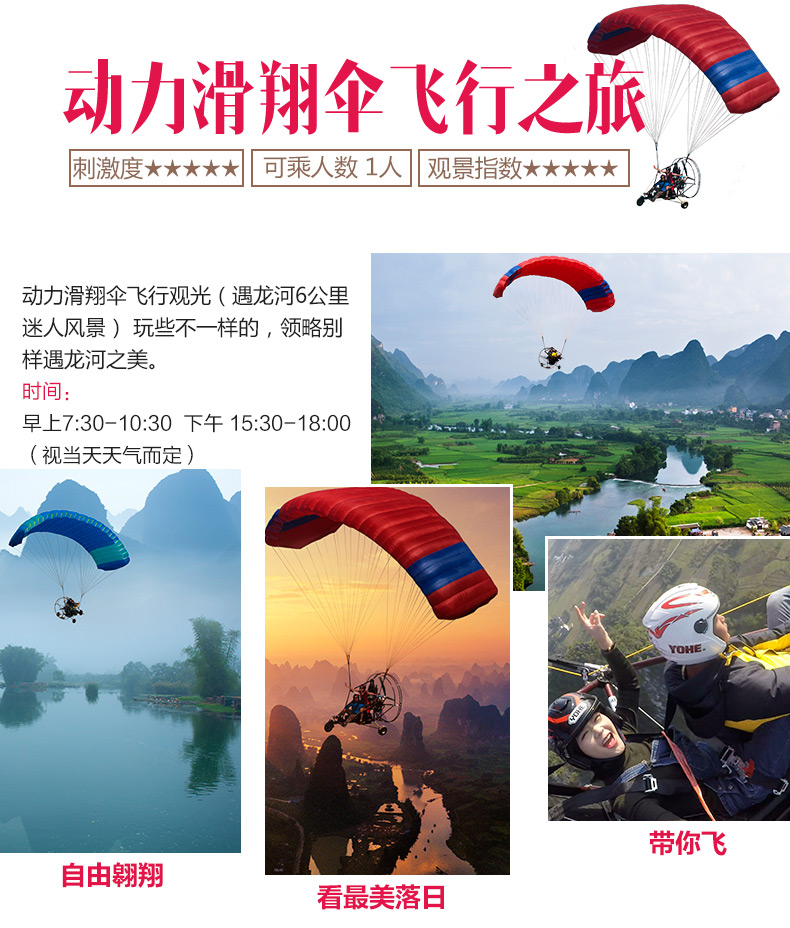 动力滑翔伞飞行之旅
刺激度★★★★★ 可乘人数 1人 观景指数★★★★★
动力滑翔伞飞行观光（遇龙河6公里
迷人风景） 玩些不一样的，领略别
样遇龙河之美。
时间：
早上7:30-10:30 下午 15:30-18:00
（视当天天气而定）
YOHE.
YOHE
带你飞
自由翱翔
看最美落日